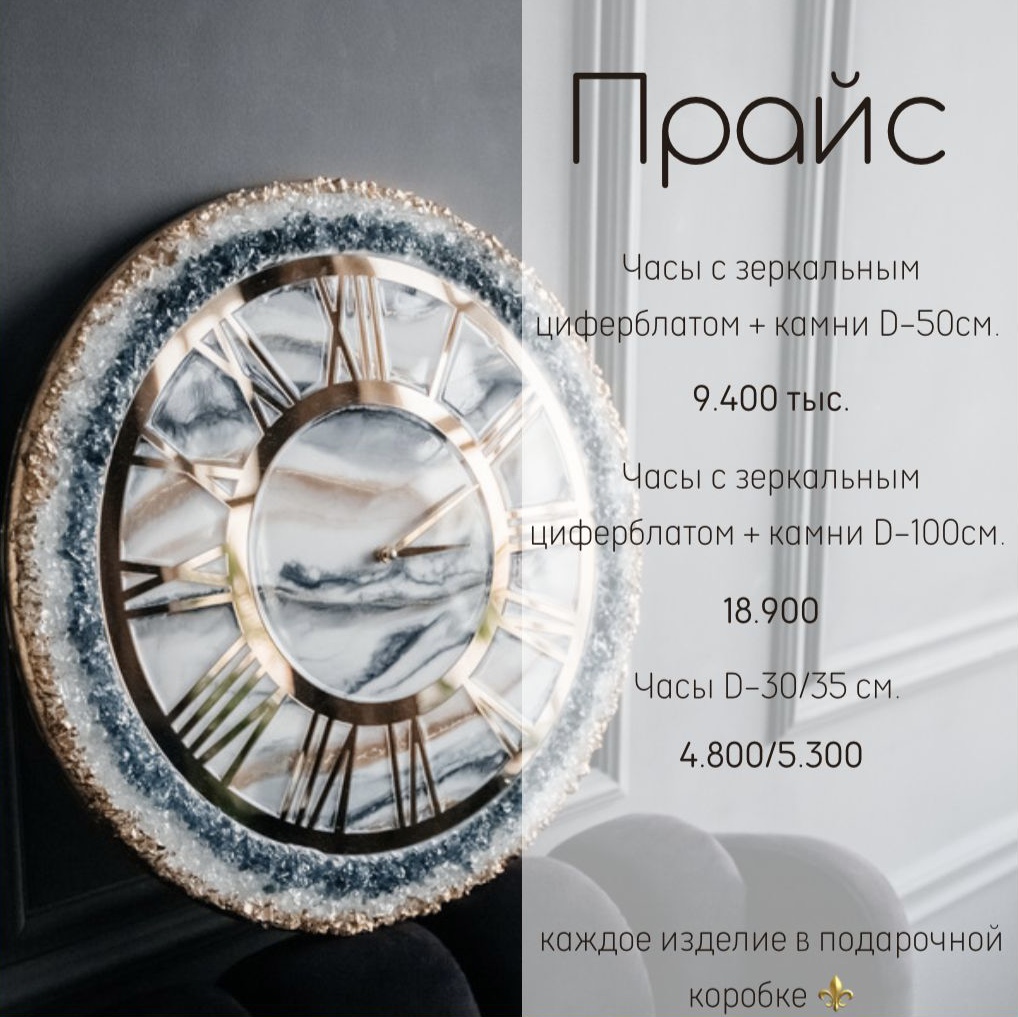 Прайс
Часы с зеркальным
циферблатом + камни D-50см.
9.400 тыс.
Часы с зеркальным
циферблатом + камни D-100см.
18.900
Часы D-30/35 см.
4.800/5.300
каждое изделие в подарочной
коробке ⚜️